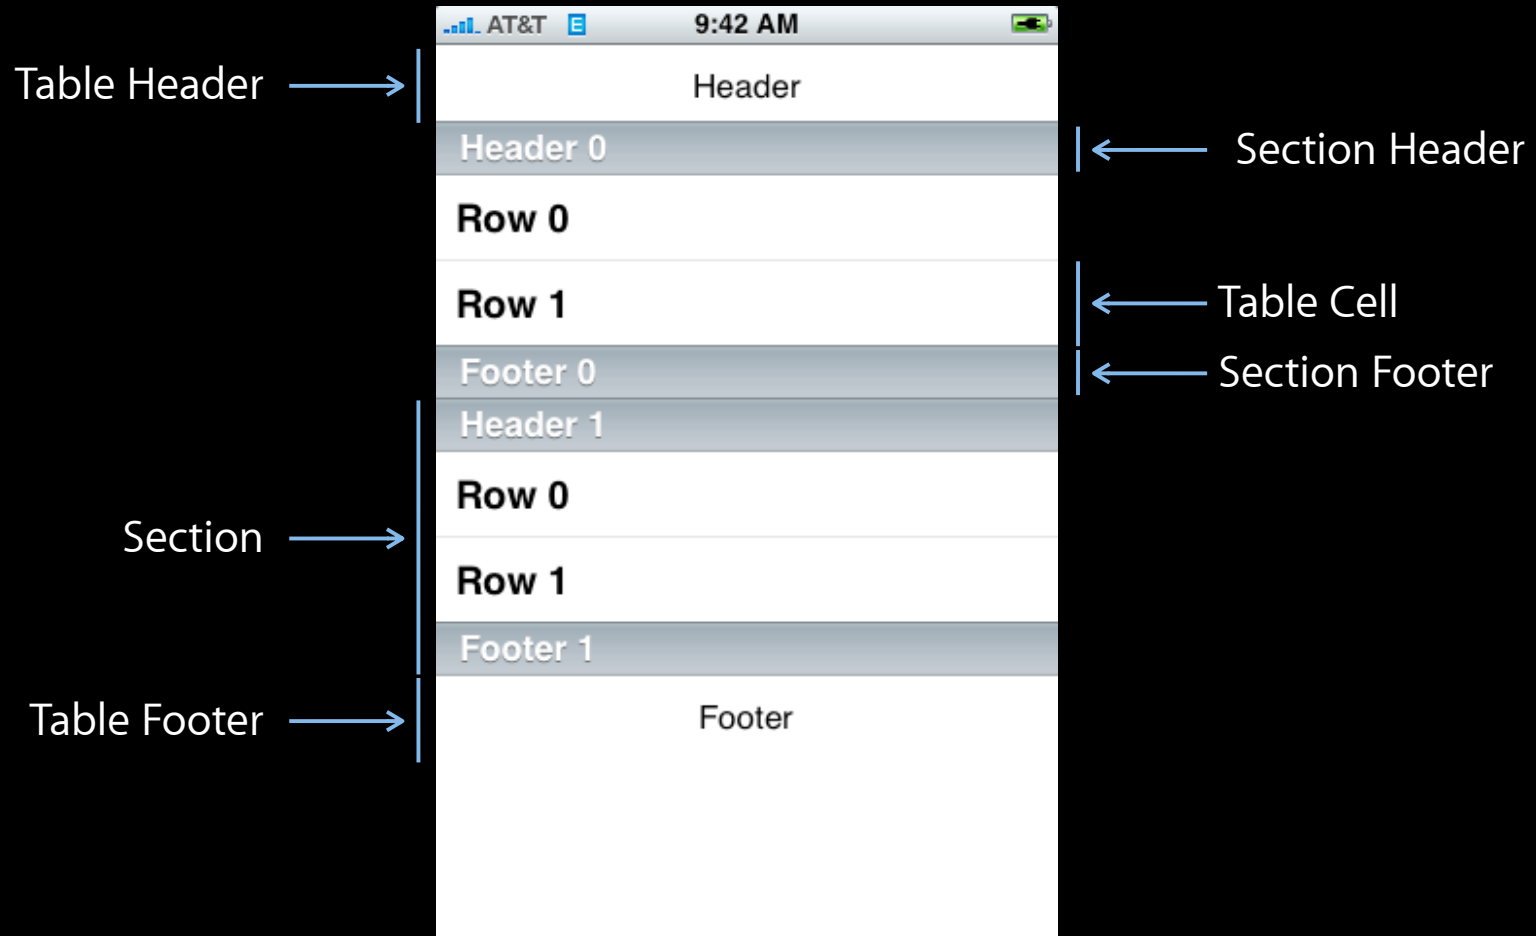 AT&T E 9:42 AM
Table Header
Header
Header 0
Section Header
Row 0
Row 1
Table Cell
Footer 0
Section Footer
Header 1
Row 0
Section
Row 1
Footer 1
Table Footer
Footer